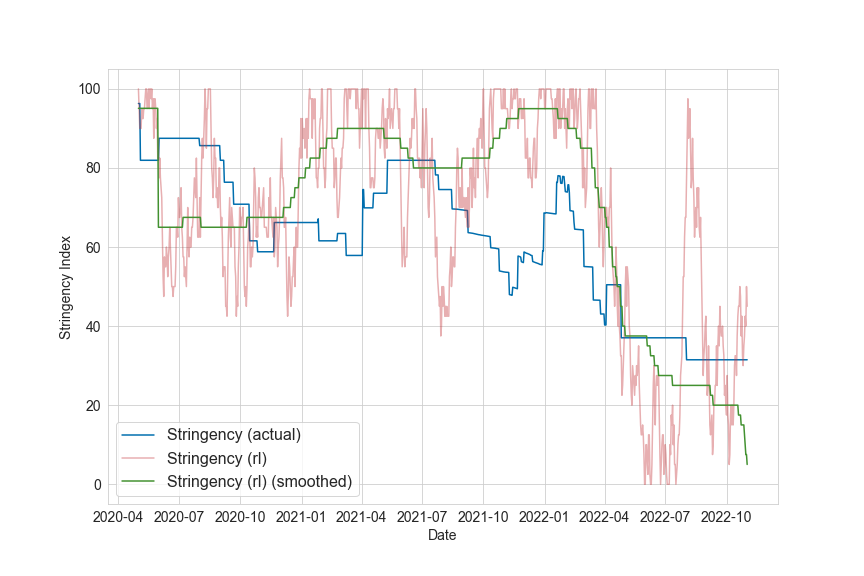 100
80
60
40
20
0
Stringency Index
Stringency (actual)
Stringency (rl)
Stringency (rl) (smoothed)
2020-04 2020-07 2020-10 2021-01 2021-04 2021-07 2021-10 2022-01 2022-04 2022-07 2022-10
Date